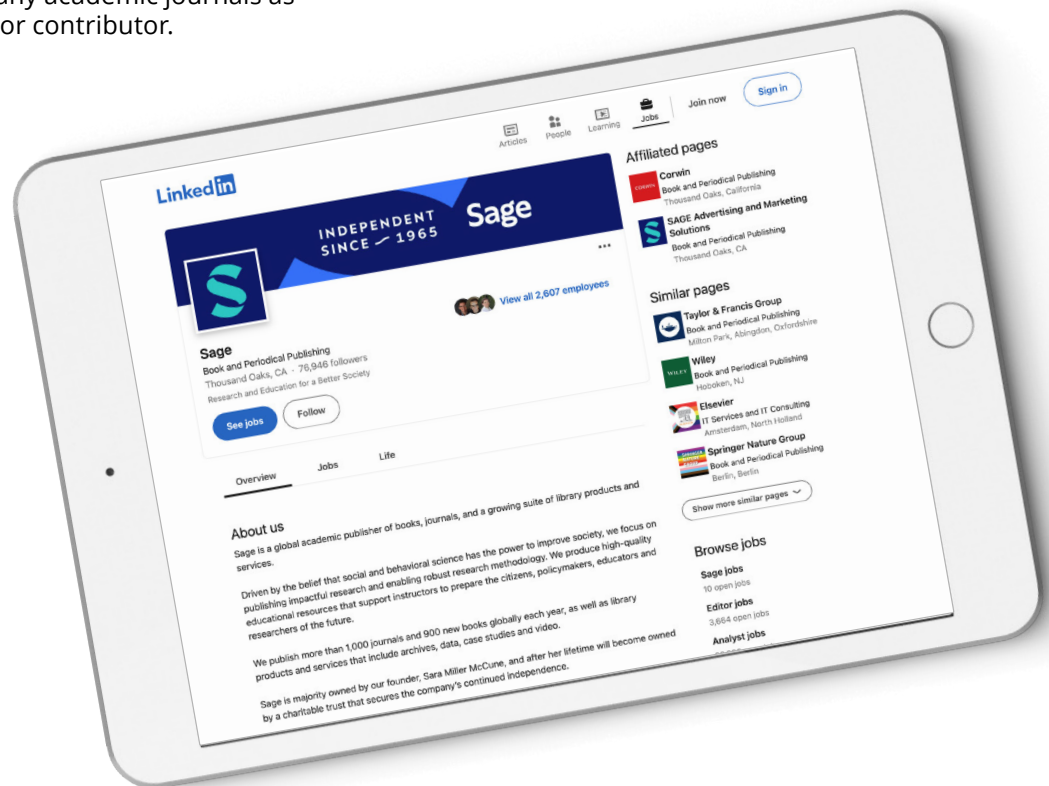 any academic journals as
or contributor.
Linkedin
Articles
People
Learning
Jobs
Join now
Sign in
INDEPENDENT
SINCE 1965
Sage
S
View all 2,607 employees
Sage
Book and Periodical Publishing
Thousand Oaks, CA · 76,946 followers
Research and Education for a Better Society
See jobs
Follow
Overview
Jobs
Life
About us
Sage is a global academic publisher of books, journals, and a growing suite of library products and
services.
Driven by the belief that social and behavioral science has the power to improve society, we focus on
publishing impactful research and enabling robust research methodology. We produce high-quality
educational resources that support instructors to prepare the citizens, policymakers, educators and
researchers of the future.
We publish more than 1,000 journals and 900 new books globally each year, as well as library
products and services that include archives, data, case studies and video.
Sage is majority owned by our founder, Sara Miller McCune, and after her lifetime will become owned
by a charitable trust that secures the company's continued independence.
Affiliated pages
CORWIN
Corwin
Book and Periodical Publishing
Thousand Oaks, California
S
SAGE Advertising and Marketing
Solutions
Book and Periodical Publishing
Thousand Oaks, CA
Similar pages
Taylor & Francis Group
Book and Periodical Publishing
Milton Park, Abingdon, Oxfordshire
WILEY
Wiley
Book and Periodical Publishing
Hoboken, NJ
Elsevier
IT Services and IT Consulting
Amsterdam, North Holland
Springer Nature Group
Book and Periodical Publishing
Berlin, Berlin
Show more similar pages
Browse jobs
Sage jobs
10 open jobs
Editor jobs
3,664 open jobs
Analyst jobs